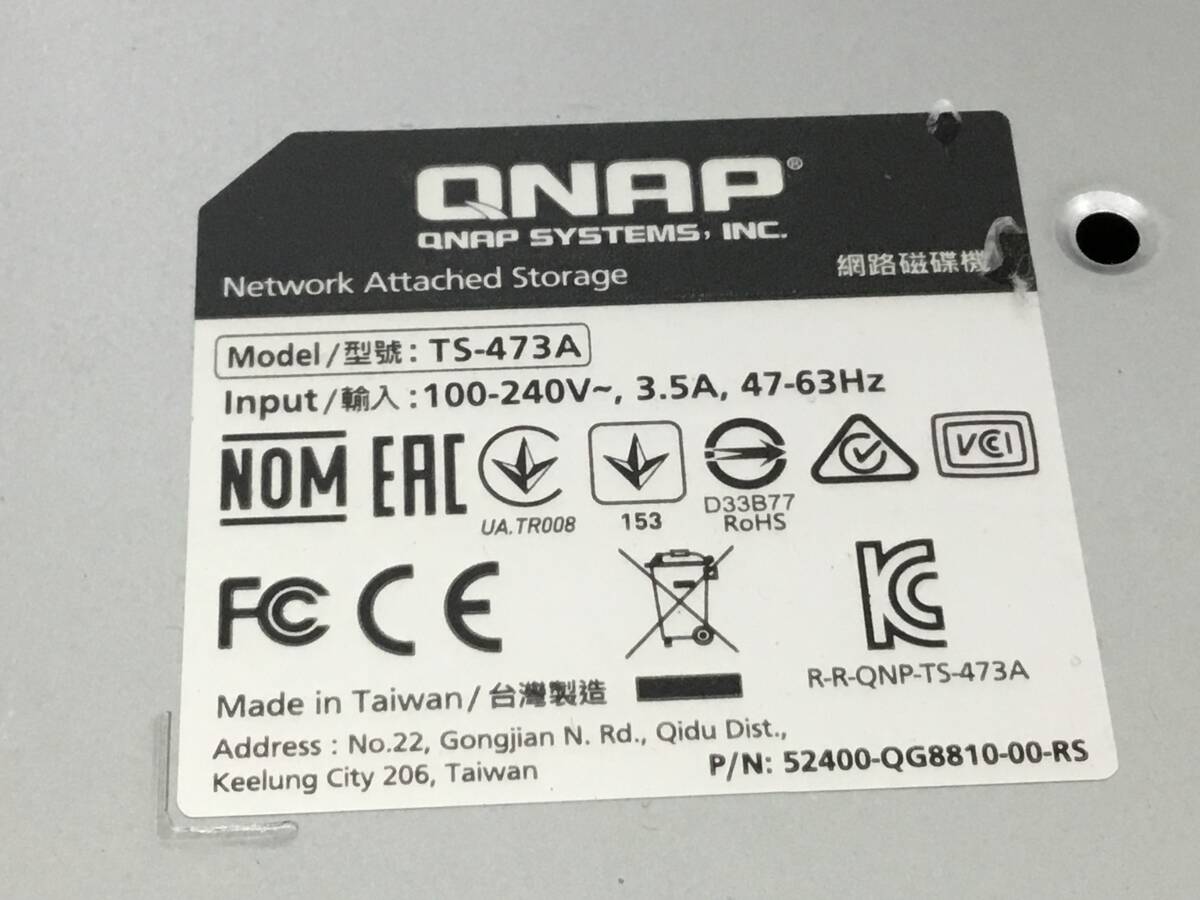 QNAP®
QNAP SYSTEMS, INC.
Network Attached Storage 網路磁碟機
Model/型號: TS-473A
Input/輸入:100-240V~, 3.5A, 47-63Hz
NOM EAC VCCI
UA.TR008 153 D33B77
RoHS
FC CE KC
R-R-QNP-TS-473A
Made in Taiwan/台灣製造
Address : No.22, Gongjian N. Rd., Qidu Dist.,
Keelung City 206, Taiwan
P/N: 52400-QG8810-00-RS